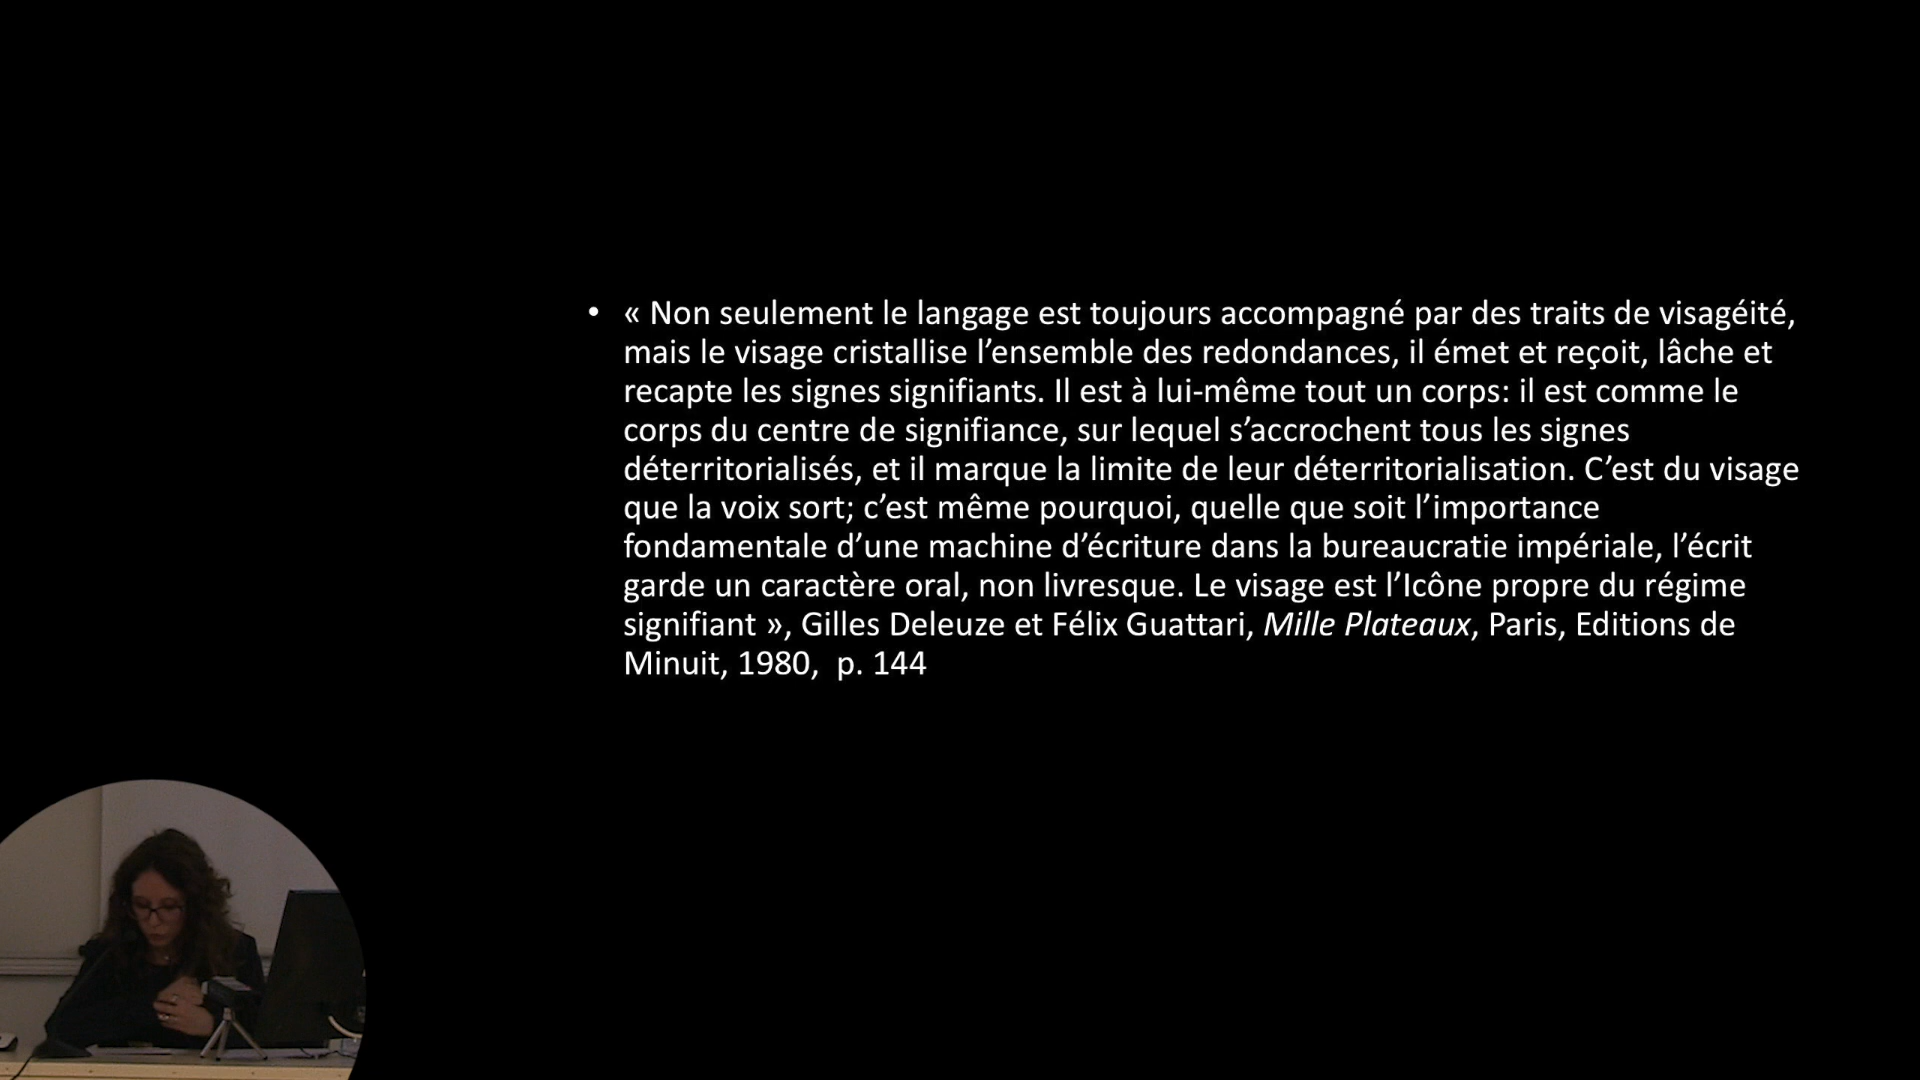 • « Non seulement le langage est toujours accompagné par des traits de visagéité,
mais le visage cristallise l’ensemble des redondances, il émet et reçoit, lâche et
recapte les signes signifiants. Il est à lui-même tout un corps: il est comme le
corps du centre de signifiance, sur lequel s’accrochent tous les signes
déterritorialisés, et il marque la limite de leur déterritorialisation. C’est du visage
que la voix sort; c’est même pourquoi, quelle que soit l’importance
fondamentale d’une machine d’écriture dans la bureaucratie impériale, l’écrit
garde un caractère oral, non livresque. Le visage est l’Icône propre du régime
signifiant », Gilles Deleuze et Félix Guattari, Mille Plateaux, Paris, Editions de
Minuit, 1980,  p. 144